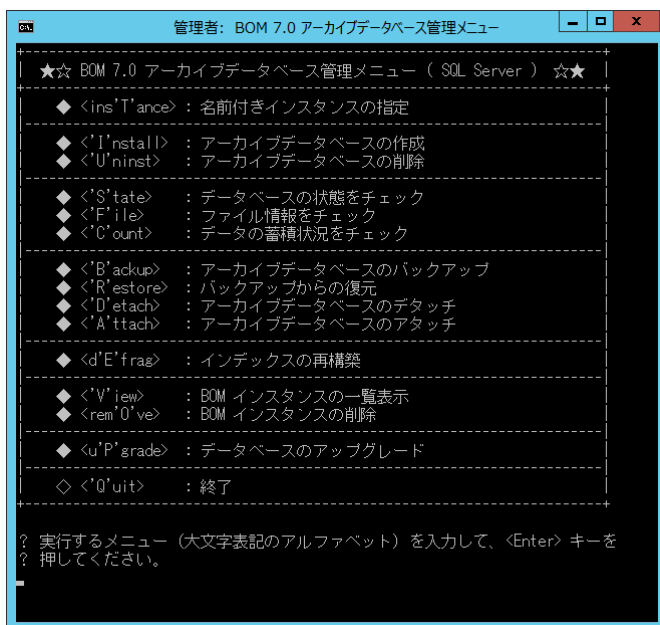 管理者: BOM 7.0 アーカイブデータベース管理メニュー
★☆ BOM 7.0 アーカイブデータベース管理メニュー ( SQL Server ) ☆★
◆ <ins'T'ance> : 名前付きインスタンスの指定
◆ <'I'nstall> : アーカイブデータベースの作成
◆ <'U'ninst> : アーカイブデータベースの削除
◆ <'S'tate> : データベースの状態をチェック
◆ <'F'ile> : ファイル情報をチェック
◆ <'C'ount> : データの蓄積状況をチェック
◆ <'B'ackup> : アーカイブデータベースのバックアップ
◆ <'R'estore> : バックアップからの復元
◆ <'D'etach> : アーカイブデータベースのデタッチ
◆ <'A'ttach> : アーカイブデータベースのアタッチ
◆ <d'E'frag> : インデックスの再構築
◆ <'V'iew> : BOM インスタンスの一覧表示
◆ <rem'O've> : BOM インスタンスの削除
◆ <u'P'grade> : データベースのアップグレード
◇ <'Q'uit> : 終了
? 実行するメニュー (大文字表記のアルファベット) を入力して、<Enter> キーを
? 押してください。